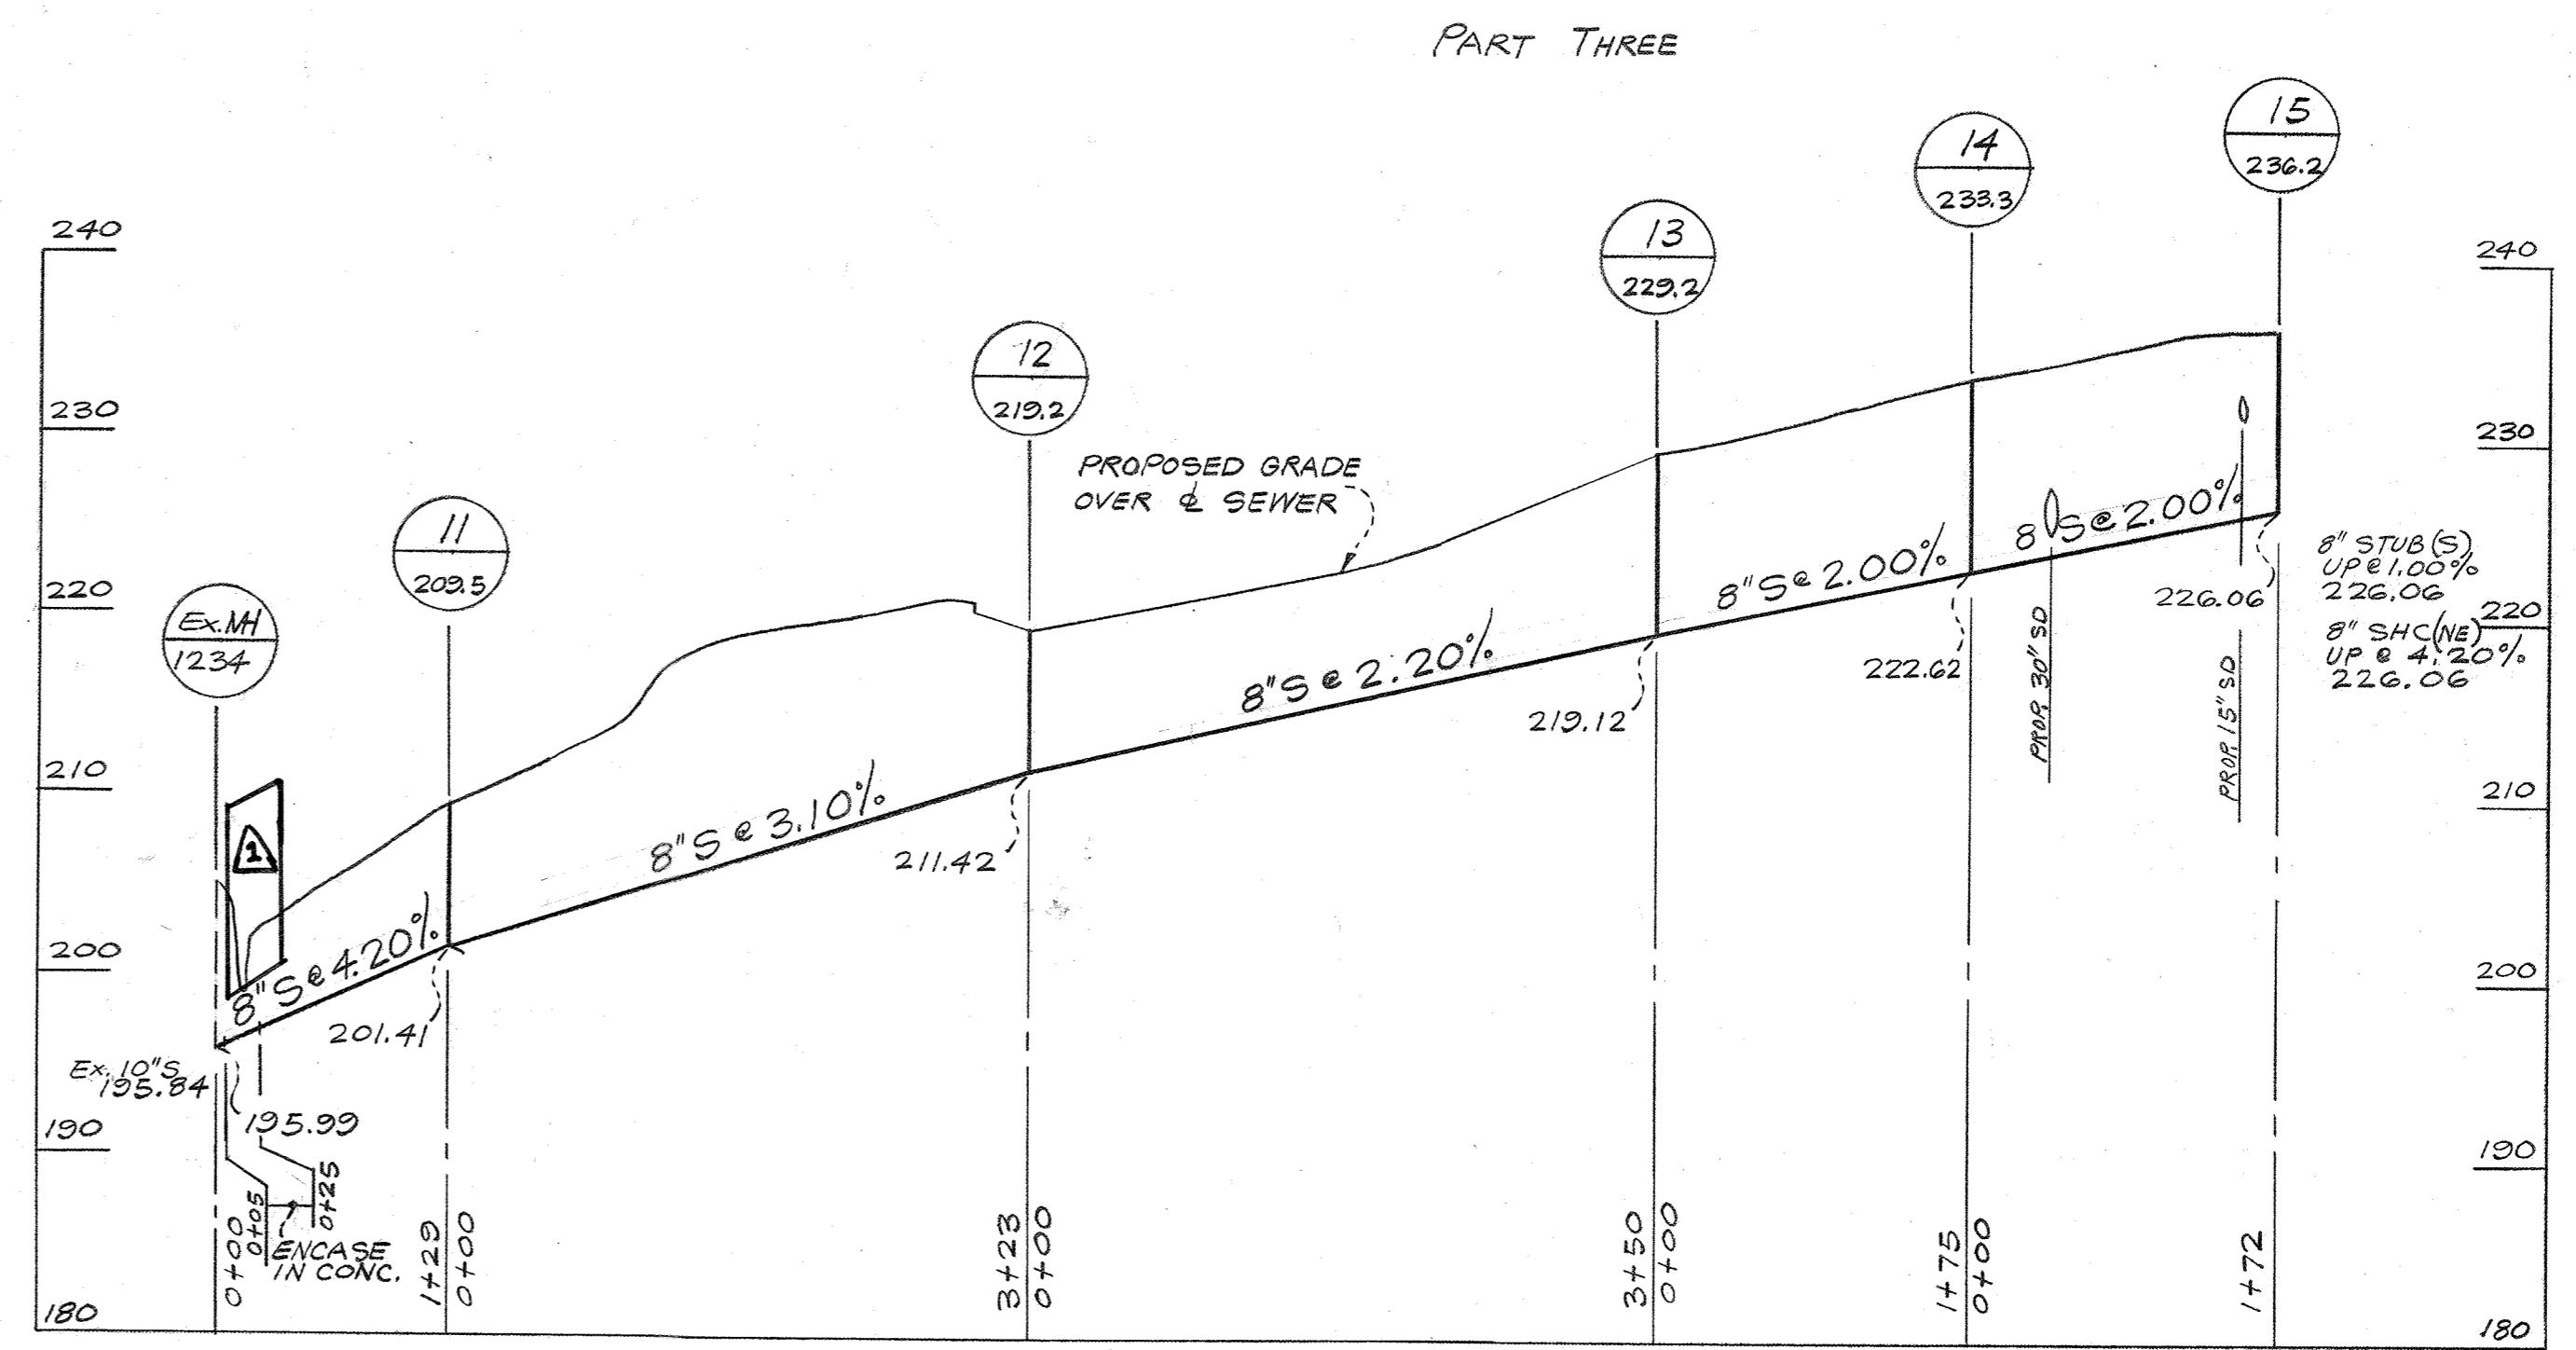 PART THREE
15
236.2
14
233.3
13
229.2
12
219.2
11
209.5
Ex. MH
1234
240
230
220
210
200
190
180
240
230
220
210
200
190
180
PROPOSED GRADE
OVER ℄ SEWER
1
8" S @ 4.20%
8" S @ 3.10%
8" S @ 2.20%
8" S @ 2.00%
8" S @ 2.00%
Ex. 10" S
195.84
195.99
201.41
211.42
219.12
222.62
226.06
8" STUB (S)
UP @ 1.00%
226.06
8" SHC (NE)
UP @ 4.20%
226.06
PROP. 30" SD
PROP. 15" SD
0+00
0+05
0+25
ENCASE
IN CONC.
1+29
0+00
3+23
0+00
3+50
0+00
1+75
0+00
1+72